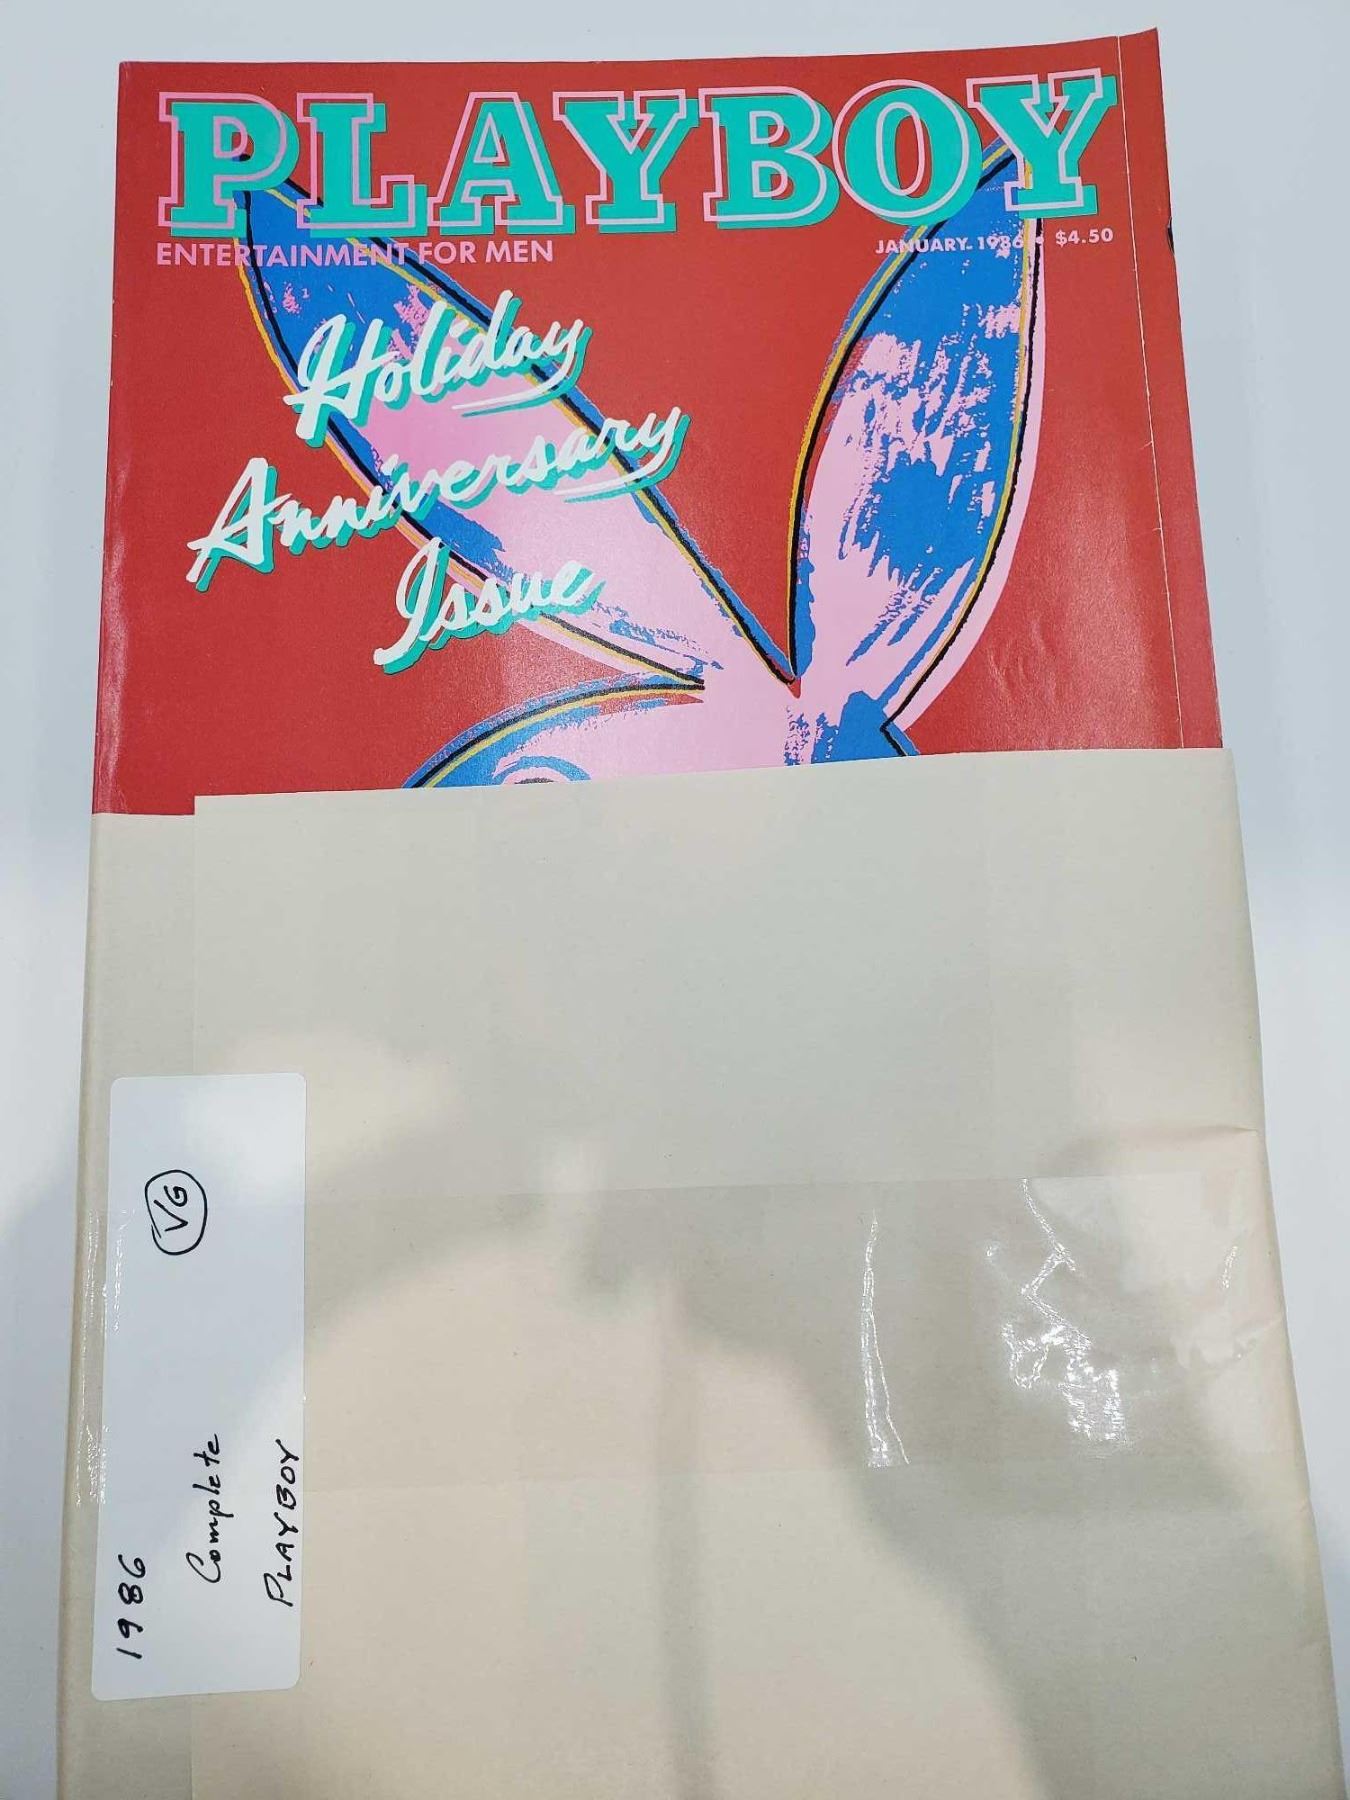 PLAYBOY
ENTERTAINMENT FOR MEN
JANUARY 1986 • $4.50
Holiday
Anniversary
Issue
1986
VG
Complete
PLAYBOY